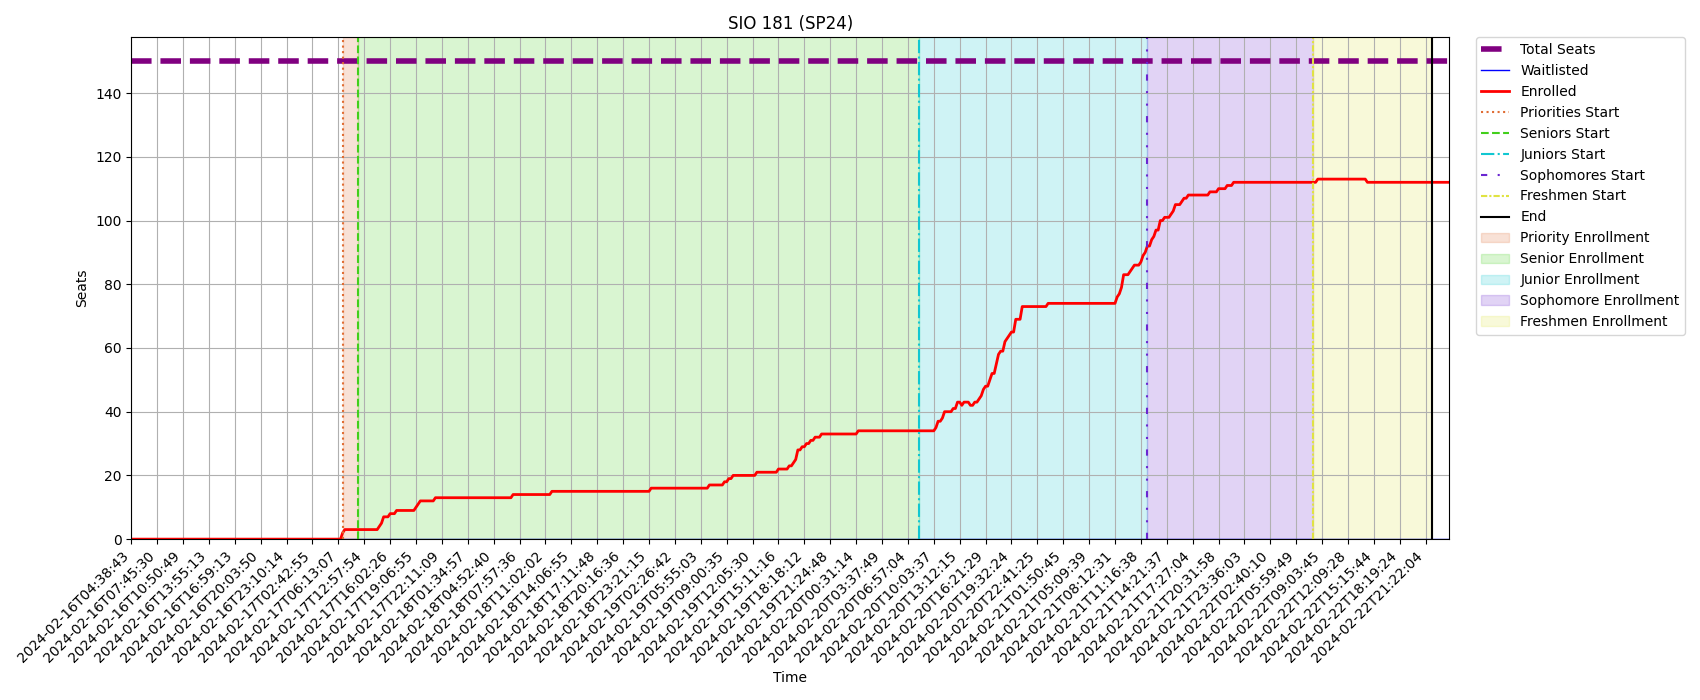 SIO 181 (SP24)
Seats
140
120
100
80
60
40
20
0
2024-02-16T04:38:43
2024-02-16T07:45:30
2024-02-16T10:50:49
2024-02-16T13:55:13
2024-02-16T16:59:13
2024-02-16T20:03:50
2024-02-16T23:10:14
2024-02-17T02:42:55
2024-02-17T06:13:07
2024-02-17T12:57:54
2024-02-17T16:02:26
2024-02-17T19:06:55
2024-02-17T22:11:09
2024-02-18T01:34:57
2024-02-18T04:52:40
2024-02-18T07:57:36
2024-02-18T11:02:02
2024-02-18T14:06:55
2024-02-18T17:11:48
2024-02-18T20:16:36
2024-02-18T23:21:15
2024-02-19T02:26:42
2024-02-19T05:55:03
2024-02-19T09:00:35
2024-02-19T12:05:30
2024-02-19T15:11:16
2024-02-19T18:18:12
2024-02-19T21:24:48
2024-02-20T00:31:14
2024-02-20T03:37:49
2024-02-20T06:57:04
2024-02-20T10:03:37
2024-02-20T13:12:15
2024-02-20T16:21:29
2024-02-20T19:32:24
2024-02-20T22:41:25
2024-02-21T01:50:45
2024-02-21T05:09:39
2024-02-21T08:12:31
2024-02-21T11:16:38
2024-02-21T14:21:37
2024-02-21T17:27:04
2024-02-21T20:31:58
2024-02-21T23:36:03
2024-02-22T02:40:10
2024-02-22T05:59:49
2024-02-22T09:03:45
2024-02-22T12:09:28
2024-02-22T15:15:44
2024-02-22T18:19:24
2024-02-22T21:22:04
Time
Total Seats
Waitlisted
Enrolled
Priorities Start
Seniors Start
Juniors Start
Sophomores Start
Freshmen Start
End
Priority Enrollment
Senior Enrollment
Junior Enrollment
Sophomore Enrollment
Freshmen Enrollment